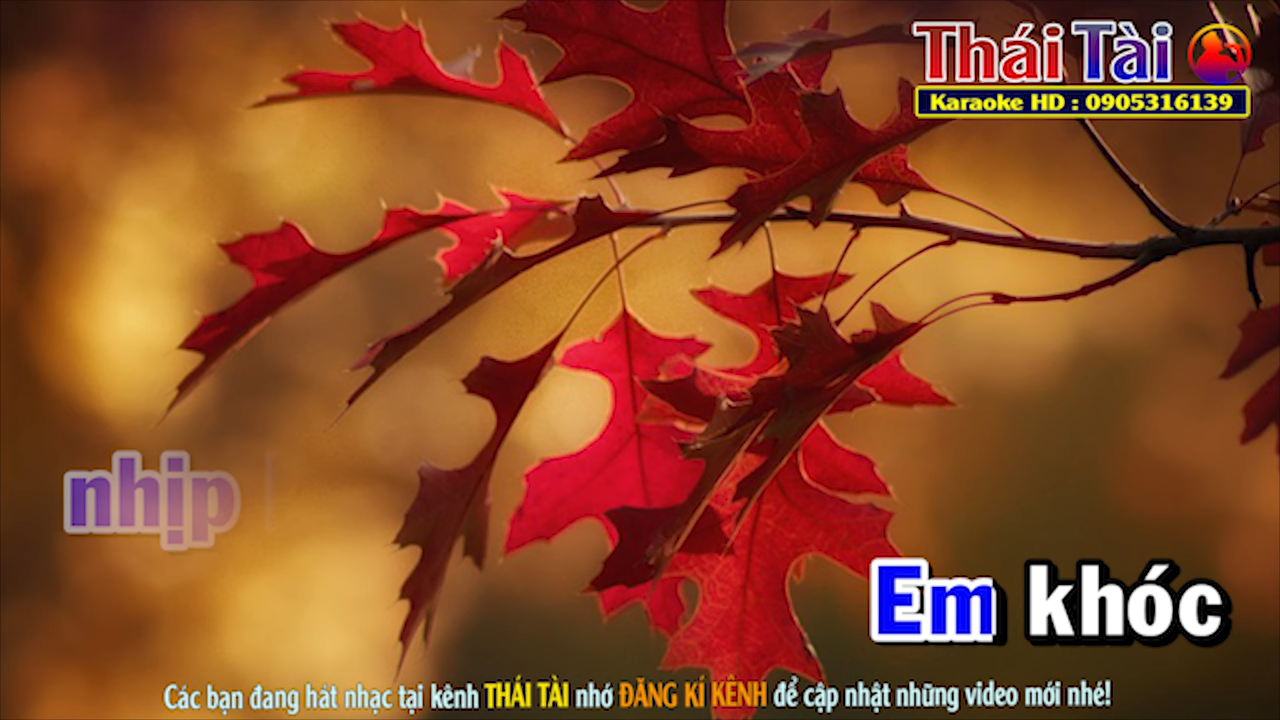 Thái Tài
Karaoke HD : 0905316139
nhịp
Em khóc
Các bạn đang hát nhạc tại kênh THÁI TÀI nhớ ĐĂNG KÍ KÊNH để cập nhật những video mới nhé!